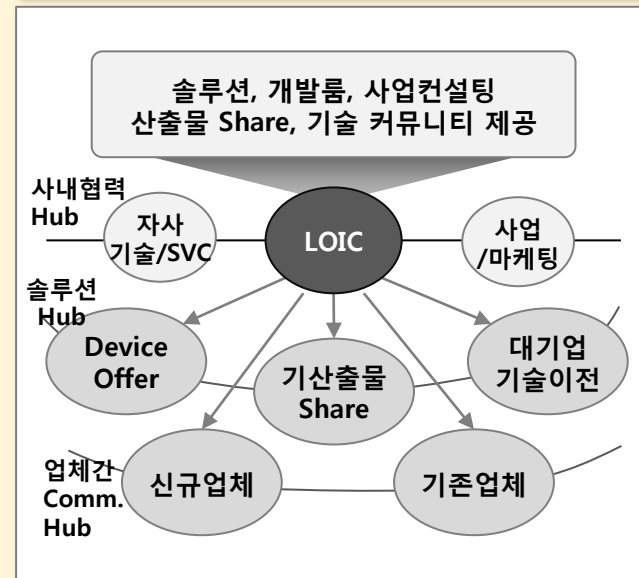 솔루션, 개발룸, 사업컨설팅
산출물 Share, 기술 커뮤니티 제공
사내협력
Hub
자사
기술/SVC
LOIC
사업
/마케팅
솔루션
Hub
Device
Offer
기산출물
Share
대기업
기술이전
업체간
Comm.
Hub
신규업체
기존업체